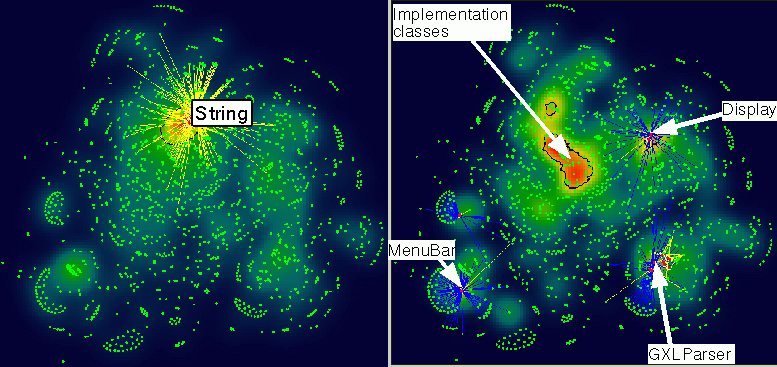 String
Implementation
classes
Display
MenuBar
GXLParser